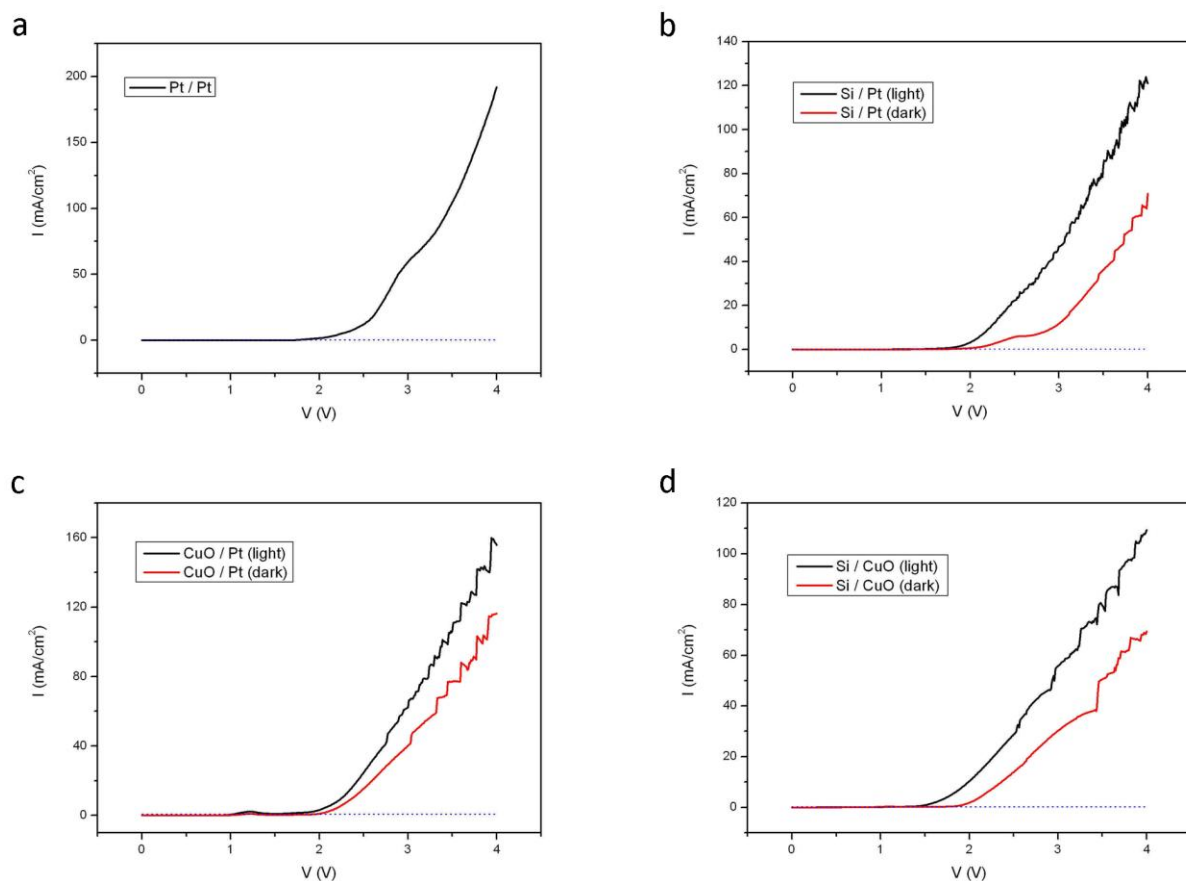 a
200
150
100
50
0
I (mA/cm²)
Pt / Pt
0 1 2 3 4
V (V)
b
140
120
100
80
60
40
20
0
I (mA/cm²)
Si / Pt (light)
Si / Pt (dark)
0 1 2 3 4
V (V)
c
160
120
80
40
0
I (mA/cm²)
CuO / Pt (light)
CuO / Pt (dark)
0 1 2 3 4
V (V)
d
120
100
80
60
40
20
0
I (mA/cm²)
Si / CuO (light)
Si / CuO (dark)
0 1 2 3 4
V (V)